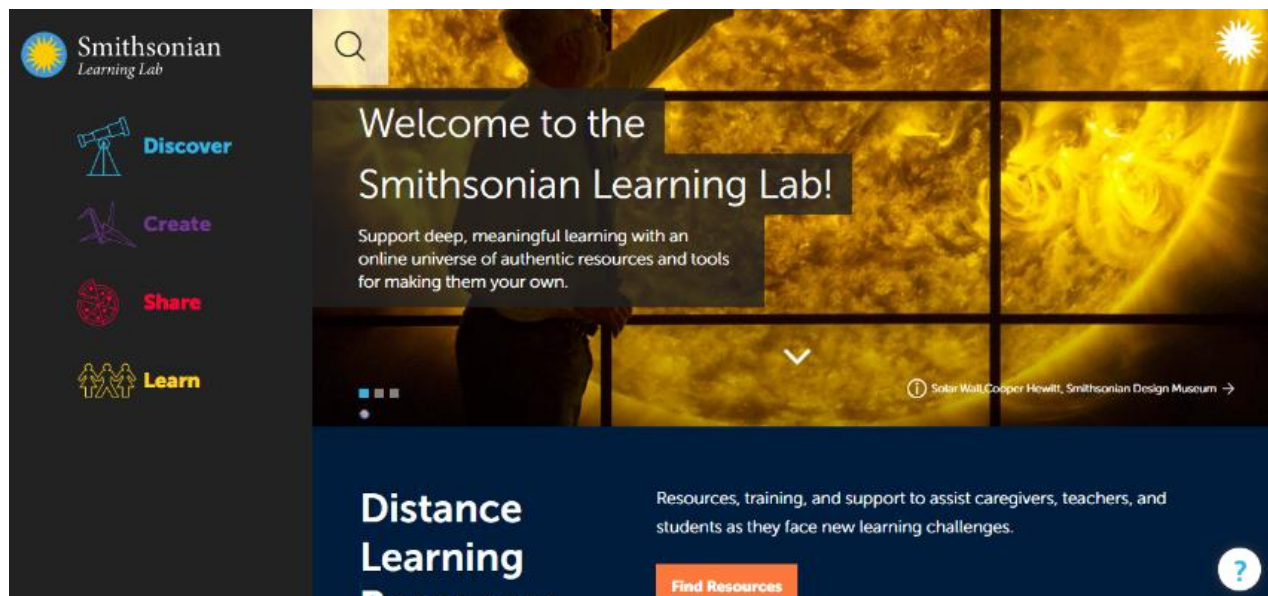 Smithsonian
Learning Lab
Discover
Create
Share
Learn
Welcome to the
Smithsonian Learning Lab!
Support deep, meaningful learning with an
online universe of authentic resources and tools
for making them your own.
Solar Wall,Cooper Hewitt, Smithsonian Design Museum →
Distance
Learning
Resources, training, and support to assist caregivers, teachers, and
students as they face new learning challenges.
Find Resources
?